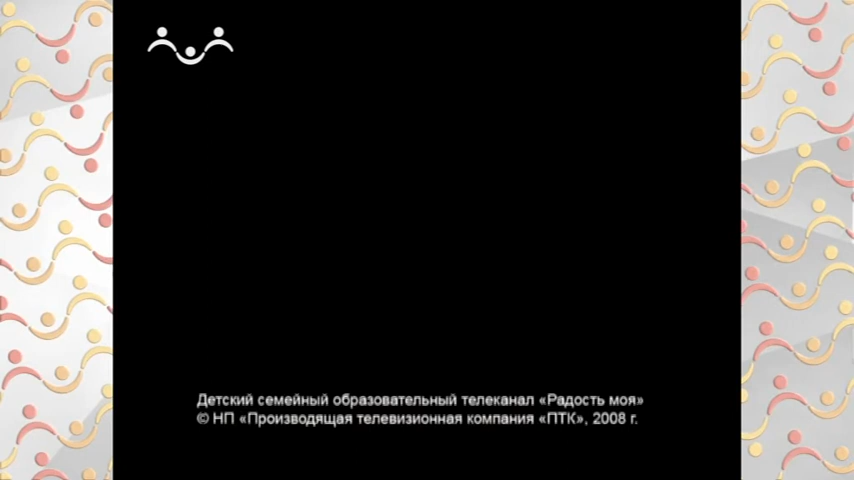 Детский семейный образовательный телеканал «Радость моя»
© НП «Производящая телевизионная компания «ПТК», 2008 г.